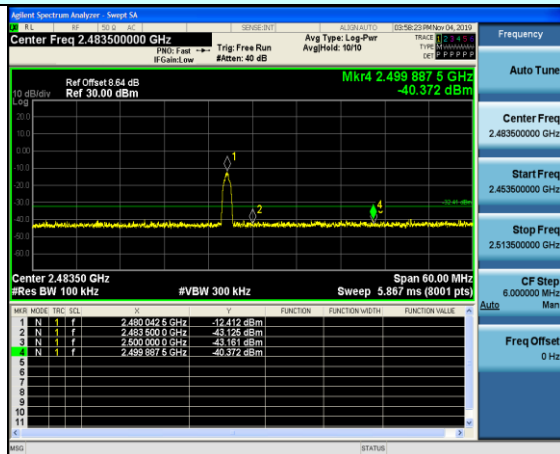 Agilent Spectrum Analyzer - Swept SA
RL RF 50 Ω AC SENSE:INT ALIGN AUTO 03:58:23 PM Nov 04, 2019
Center Freq 2.483500000 GHz
PNO: Fast
IFGain:Low
Trig: Free Run
#Atten: 40 dB
Avg Type: Log-Pwr
Avg|Hold: 10/10
TRACE 1 2 3 4 5 6
TYPE M
DET P P P P P P
Frequency
Auto Tune
Center Freq
2.483500000 GHz
Start Freq
2.453500000 GHz
Stop Freq
2.513500000 GHz
CF Step
6.000000 MHz
Auto Man
Freq Offset
0 Hz
Ref Offset 8.64 dB
10 dB/div Ref 30.00 dBm
Log
Mkr4 2.499 887 5 GHz
-40.372 dBm
20.0
10.0
0.00
-10.0
-20.0
-30.0
-40.0
-50.0
-60.0
1
2
4
-32.41 dBm
Center 2.48350 GHz Span 60.00 MHz
#Res BW 100 kHz #VBW 300 kHz Sweep 5.867 ms (8001 pts)
MKR MODE TRC SCL X Y FUNCTION FUNCTION WIDTH FUNCTION VALUE
1 N 1 f 2.480 042 5 GHz -12.412 dBm
2 N 1 f 2.483 500 0 GHz -43.125 dBm
3 N 1 f 2.500 000 0 GHz -43.161 dBm
4 N 1 f 2.499 887 5 GHz -40.372 dBm
5
6
7
8
9
10
11
MSG STATUS